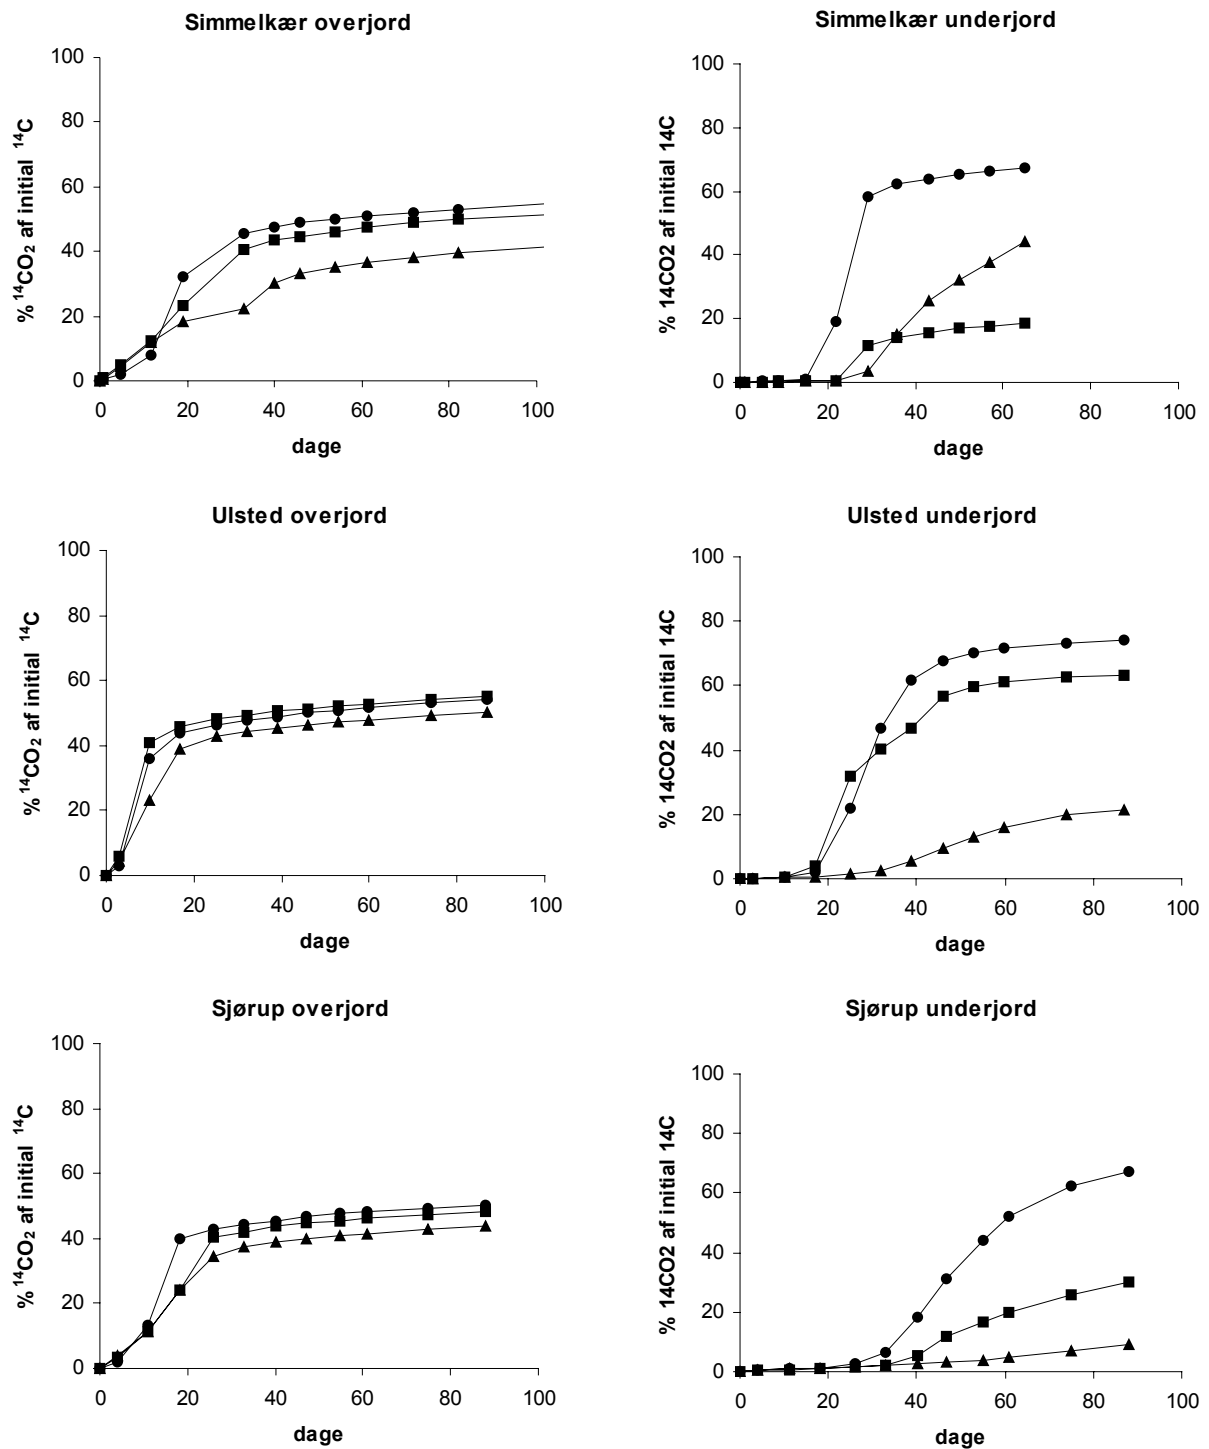 Simmelkær overjord
% ¹⁴CO₂ af initial ¹⁴C
100
80
60
40
20
0
0 20 40 60 80 100
dage
Simmelkær underjord
% 14CO2 af initial 14C
100
80
60
40
20
0
0 20 40 60 80 100
dage
Ulsted overjord
% ¹⁴CO₂ af initial ¹⁴C
100
80
60
40
20
0
0 20 40 60 80 100
dage
Ulsted underjord
% 14CO2 af initial 14C
100
80
60
40
20
0
0 20 40 60 80 100
dage
Sjørup overjord
% ¹⁴CO₂ af initial ¹⁴C
100
80
60
40
20
0
0 20 40 60 80 100
dage
Sjørup underjord
% 14CO2 af initial 14C
100
80
60
40
20
0
0 20 40 60 80 100
dage